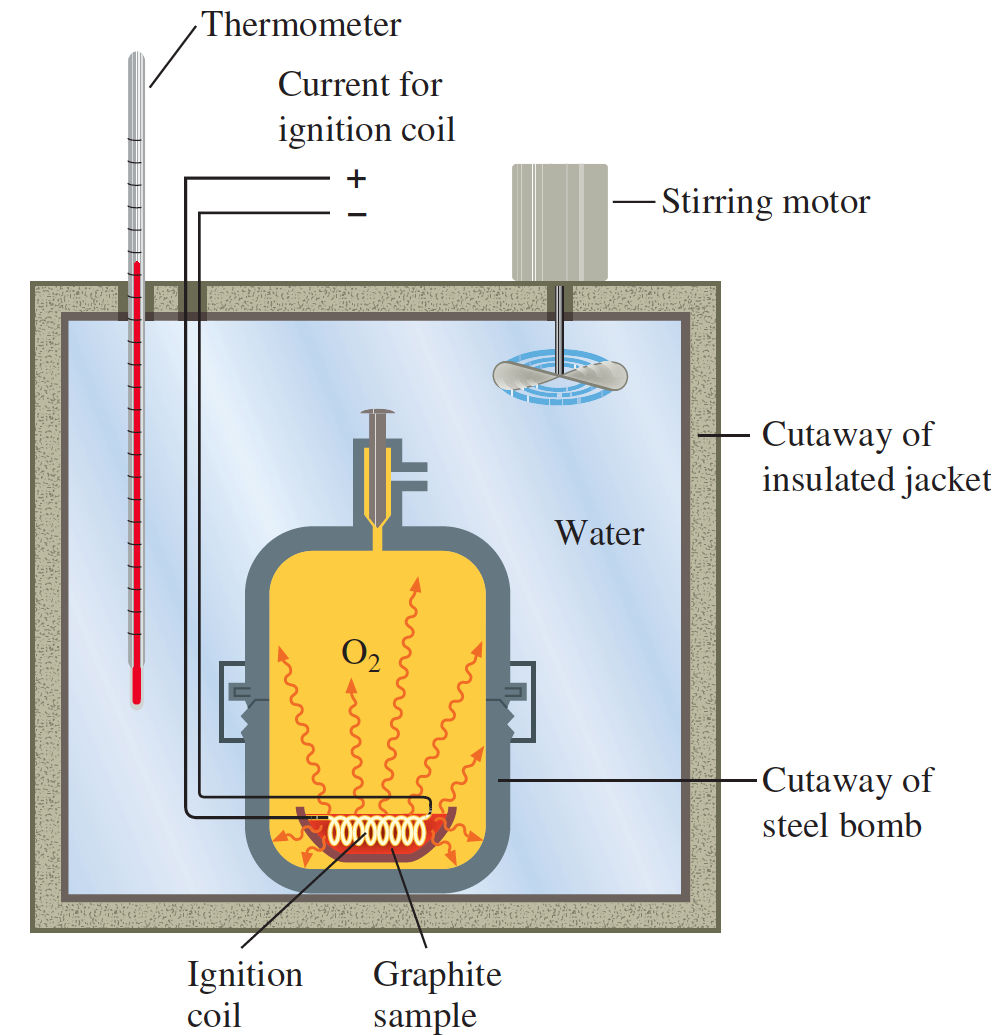 Thermometer
Current for
ignition coil
+
−
Stirring motor
Cutaway of
insulated jacket
Water
O₂
Cutaway of
steel bomb
Ignition
coil
Graphite
sample